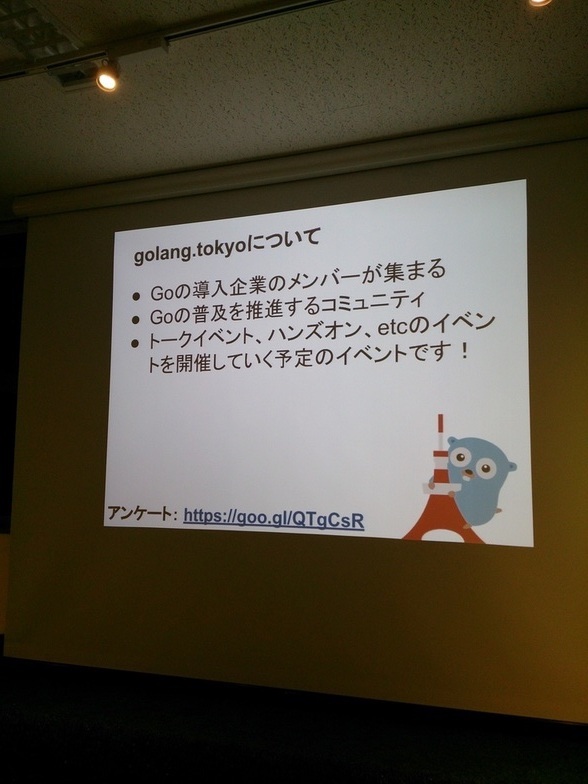 golang.tokyoについて
● Goの導入企業のメンバーが集まる
● Goの普及を推進するコミュニティ
● トークイベント、ハンズオン、etcのイベン
トを開催していく予定のイベントです！
アンケート: https://goo.gl/QTgCsR